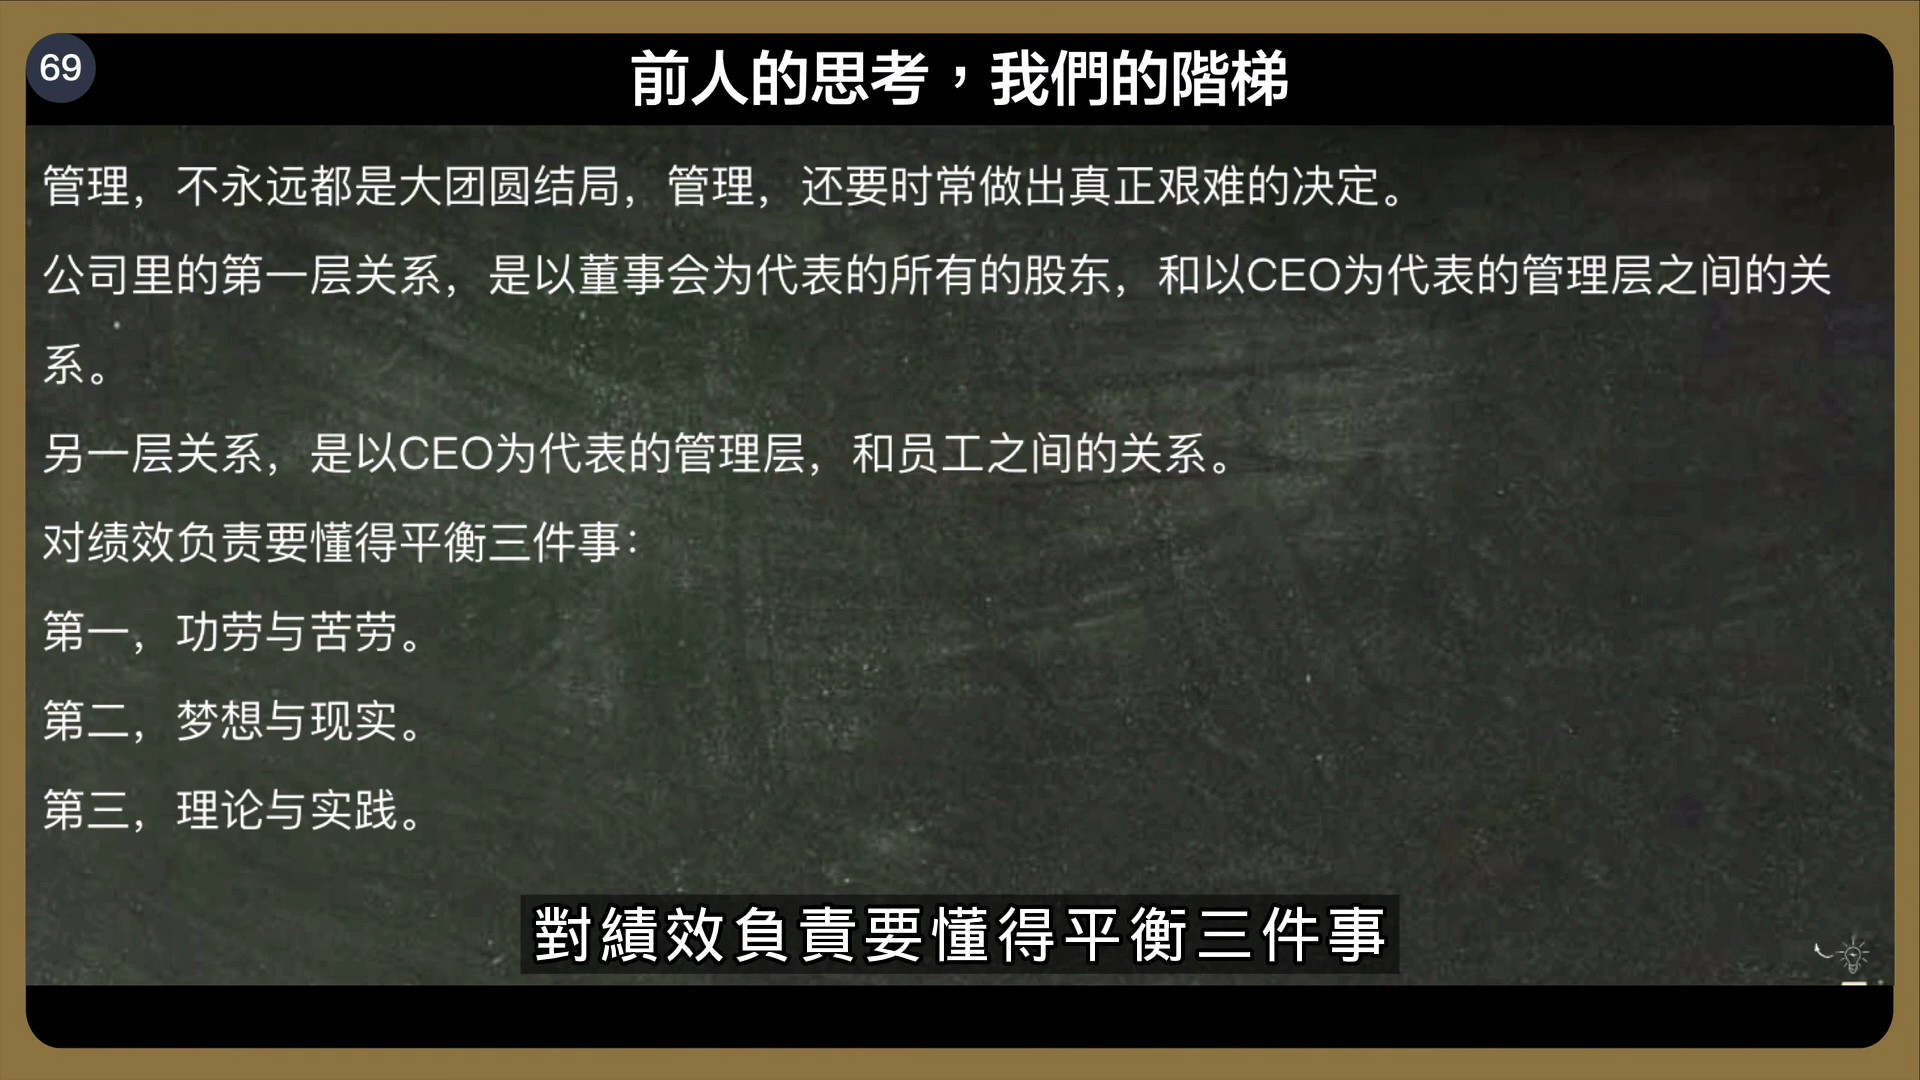 69
前人的思考，我們的階梯
管理，不永远都是大团圆结局，管理，还要时常做出真正艰难的决定。
公司里的第一层关系，是以董事会为代表的所有的股东，和以CEO为代表的管理层之间的关
系。
另一层关系，是以CEO为代表的管理层，和员工之间的关系。
对绩效负责要懂得平衡三件事：
第一，功劳与苦劳。
第二，梦想与现实。
第三，理论与实践。
對績效負責要懂得平衡三件事